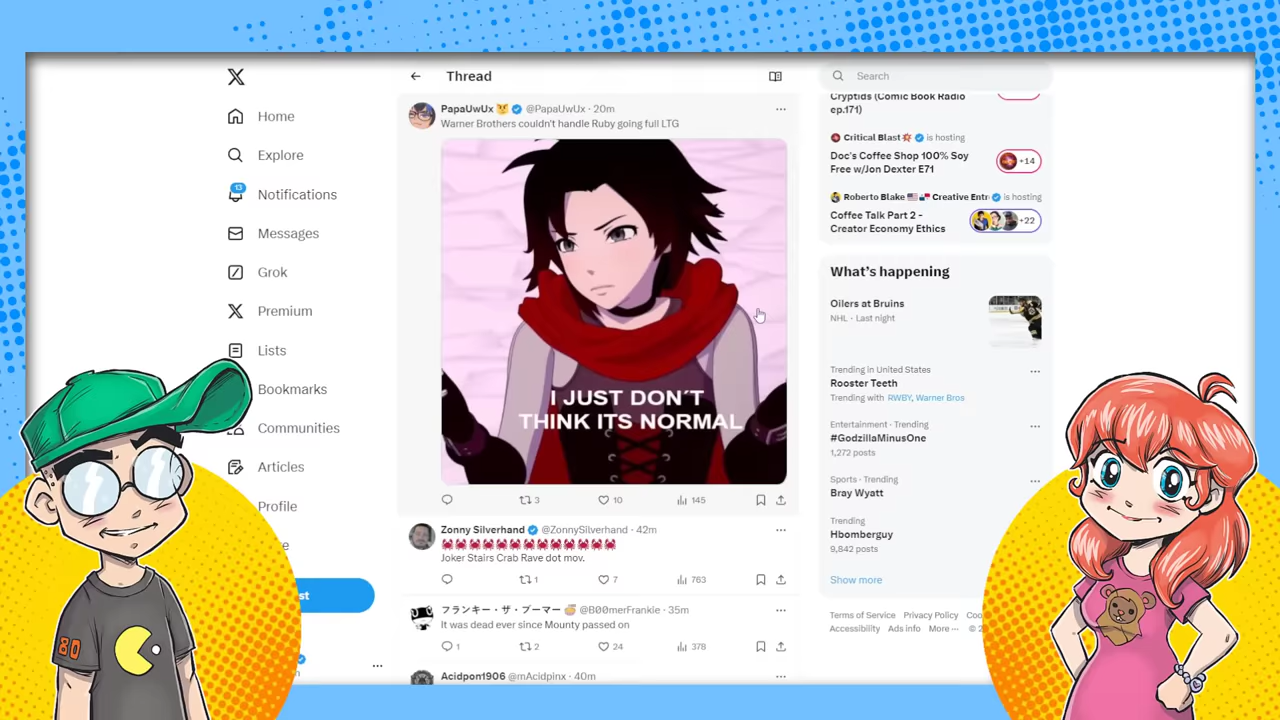 Home
Explore
13
Notifications
Messages
Grok
Premium
Lists
Bookmarks
Communities
Articles
Profile
st
80
Thread
PapaUwUx 😼 @PapaUwUx · 20m
Warner Brothers couldn't handle Ruby going full LTG
I JUST DON'T
THINK ITS NORMAL
3 10 145
Zonny Silverhand @ZonnySilverhand · 42m
🦀🦀🦀🦀🦀🦀🦀🦀🦀🦀🦀🦀🦀
Joker Stairs Crab Rave dot mov.
1 7 763
フランキー・ザ・ブーマー 🍜 @B00merFrankie · 35m
It was dead ever since Mounty passed on
1 2 24 378
Acidpon1906 @mAcidpinx · 40m
Search
Cryptids (Comic Book Radio
ep.171)
Critical Blast💥 is hosting
Doc's Coffee Shop 100% Soy
Free w/Jon Dexter E71
+14
Roberto Blake 🇺🇸🇵🇦 Creative Entr is hosting
Coffee Talk Part 2 -
Creator Economy Ethics
+22
What's happening
Oilers at Bruins
NHL · Last night
Trending in United States
Rooster Teeth
Trending with RWBY, Warner Bros
Entertainment · Trending
#GodzillaMinusOne
1,272 posts
Sports · Trending
Bray Wyatt
Trending
Hbomberguy
9,842 posts
Show more
Terms of Service Privacy Policy Coo
Accessibility Ads info More ··· © 2